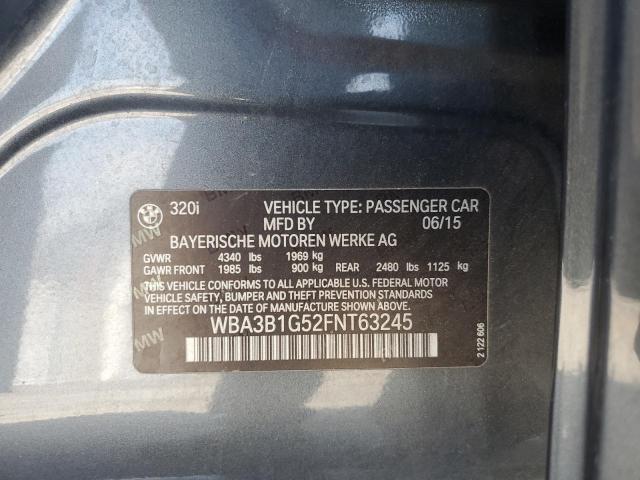 320i VEHICLE TYPE: PASSENGER CAR
MFD BY 06/15
BAYERISCHE MOTOREN WERKE AG
GVWR 4340 lbs 1969 kg
GAWR FRONT 1985 lbs 900 kg REAR 2480 lbs 1125 kg
THIS VEHICLE CONFORMS TO ALL APPLICABLE U.S. FEDERAL MOTOR
VEHICLE SAFETY, BUMPER, AND THEFT PREVENTION STANDARDS
IN EFFECT ON THE DATE OF MANUFACTURE SHOWN ABOVE.
WBA3B1G52FNT63245
2 122 606
BMW